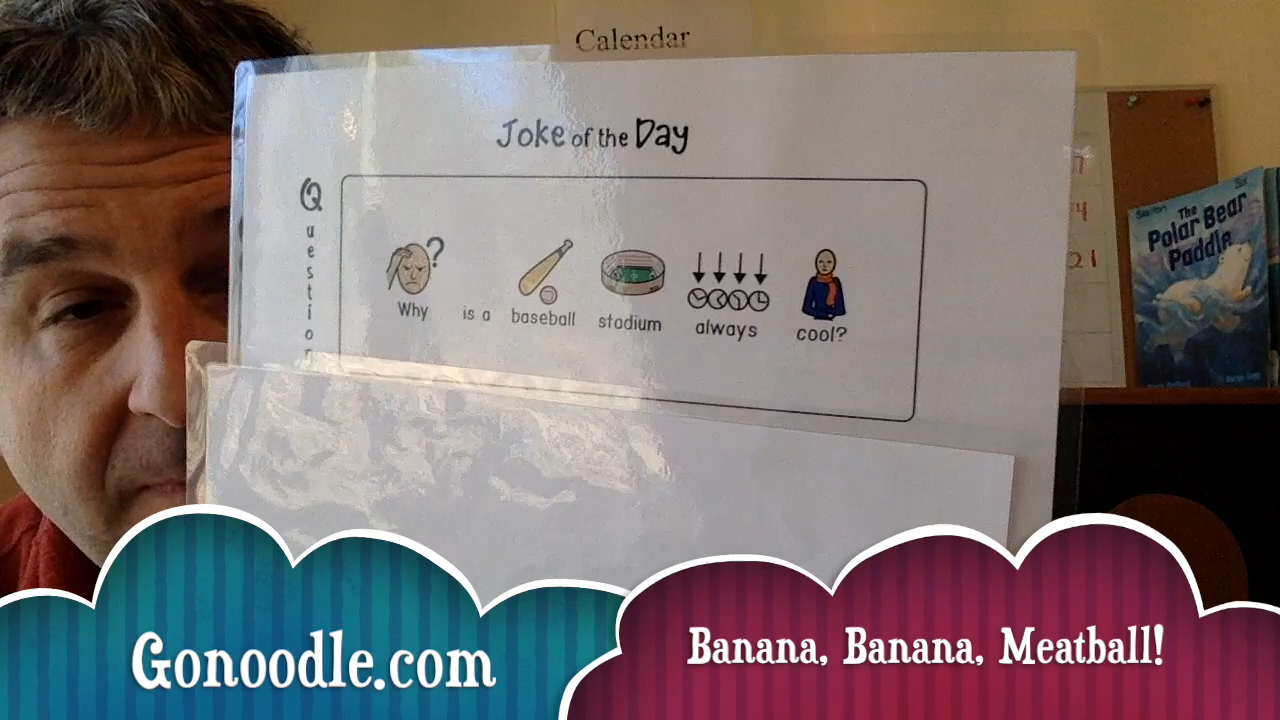 Calendar
Joke of the Day
Question
Why is a baseball stadium always cool?
The
Polar Bear
Paddle
21
Gonoodle.com
Banana, Banana, Meatball!